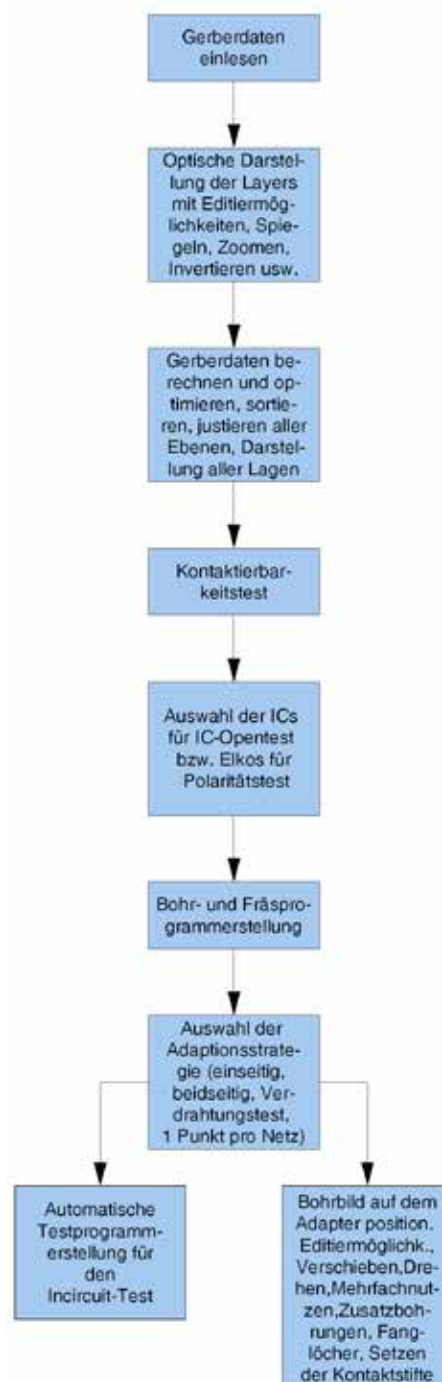 Gerberdaten
einlesen
Optische Darstel-
lung der Layers
mit Editiermög-
lichkeiten, Spie-
geln, Zoomen,
Invertieren usw.
Gerberdaten be-
rechnen und op-
timieren, sortie-
ren, justieren aller
Ebenen, Darstel-
lung aller Lagen
Kontaktierbar-
keitstest
Auswahl der ICs
für IC-Opentest
bzw. Elkos für
Polaritätstest
Bohr- und Fräspro-
grammerstellung
Auswahl der
Adaptionsstrate-
gie (einseitig,
beidseitig, Ver-
drahtungstest,
1 Punkt pro Netz)
Automatische
Testprogramm-
erstellung für
den
Incircuit-Test
Bohrbild auf dem
Adapter position.
Editiermöglichk.,
Verschieben,Dre-
hen,Mehrfachnut-
zen,Zusatzboh-
rungen, Fang-
löcher, Setzen
der Kontaktstifte